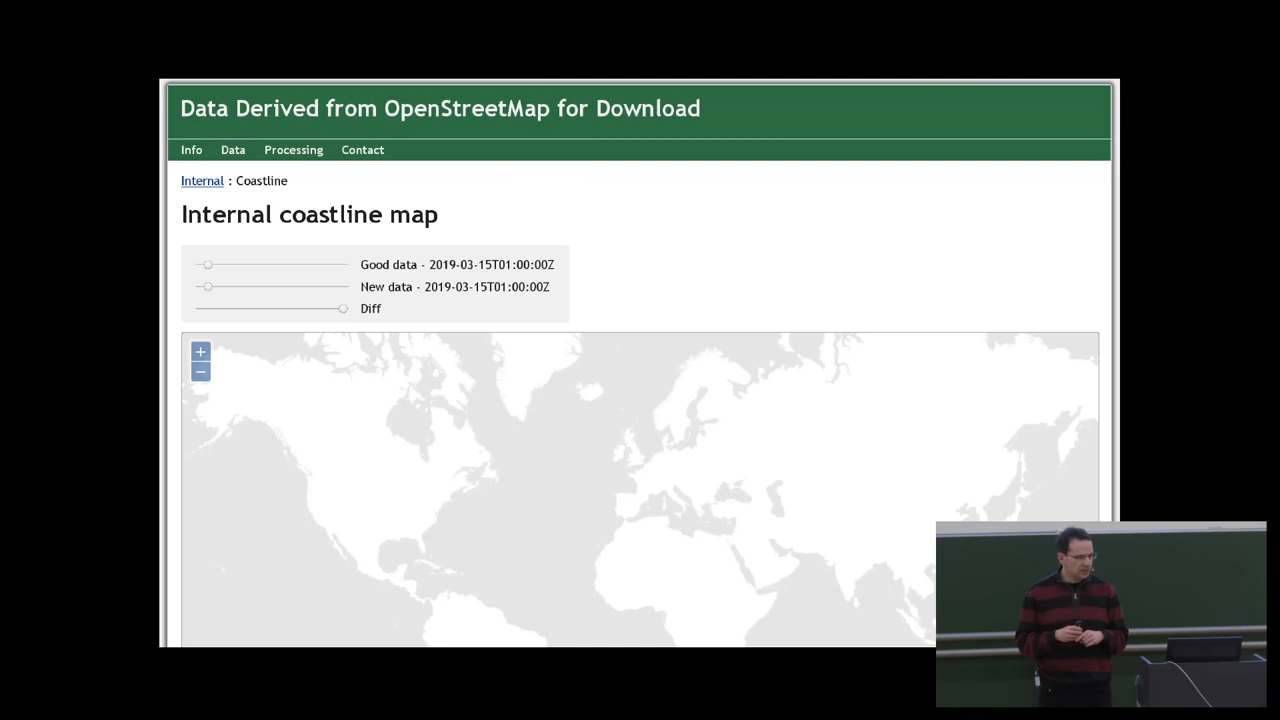 Data Derived from OpenStreetMap for Download
Info Data Processing Contact
Internal : Coastline
Internal coastline map
Good data - 2019-03-15T01:00:00Z
New data - 2019-03-15T01:00:00Z
Diff
+
−